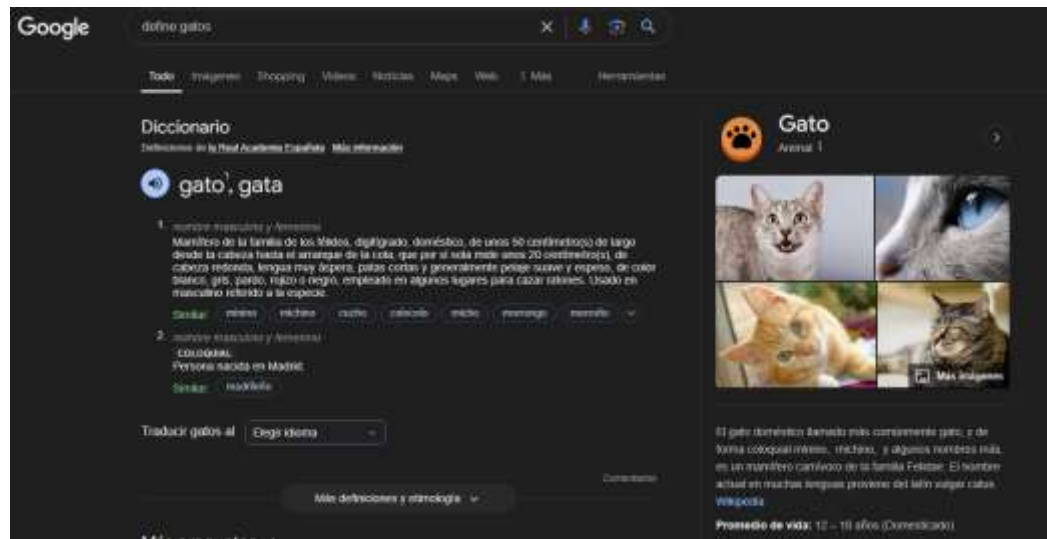 Google
define gatos
Todo Imágenes Shopping Videos Noticias Maps Web Más Herramientas
Diccionario
Definiciones de la Real Academia Española Más información
gato¹, gata
1. nombre masculino y femenino
Mamífero de la familia de los félidos, digitígrado, doméstico, de unos 50 centímetro(s) de largo
desde la cabeza hasta el arranque de la cola, que por sí sola mide unos 20 centímetro(s), de
cabeza redonda, lengua muy áspera, patas cortas y generalmente pelaje suave y espeso, de color
blanco, gris, pardo, rojizo o negro, empleado en algunos lugares para cazar ratones. Usado en
masculino referido a la especie.
Similar: minino michino cucho micho morrongo morroño
2. nombre masculino y femenino
COLOQUIAL
Persona nacida en Madrid.
Similar: madrileño
Traducir gatos al Elegir idioma
Comentarios
Más definiciones y etimología
Gato
Animal
Más imágenes
El gato doméstico llamado más comúnmente gato, y de
forma coloquial minino, michino, y algunos nombres más,
es un mamífero carnívoro de la familia Felidae. El nombre
actual en muchas lenguas proviene del latín vulgar catus.
Wikipedia
Promedio de vida: 12 – 18 años (Domesticado)